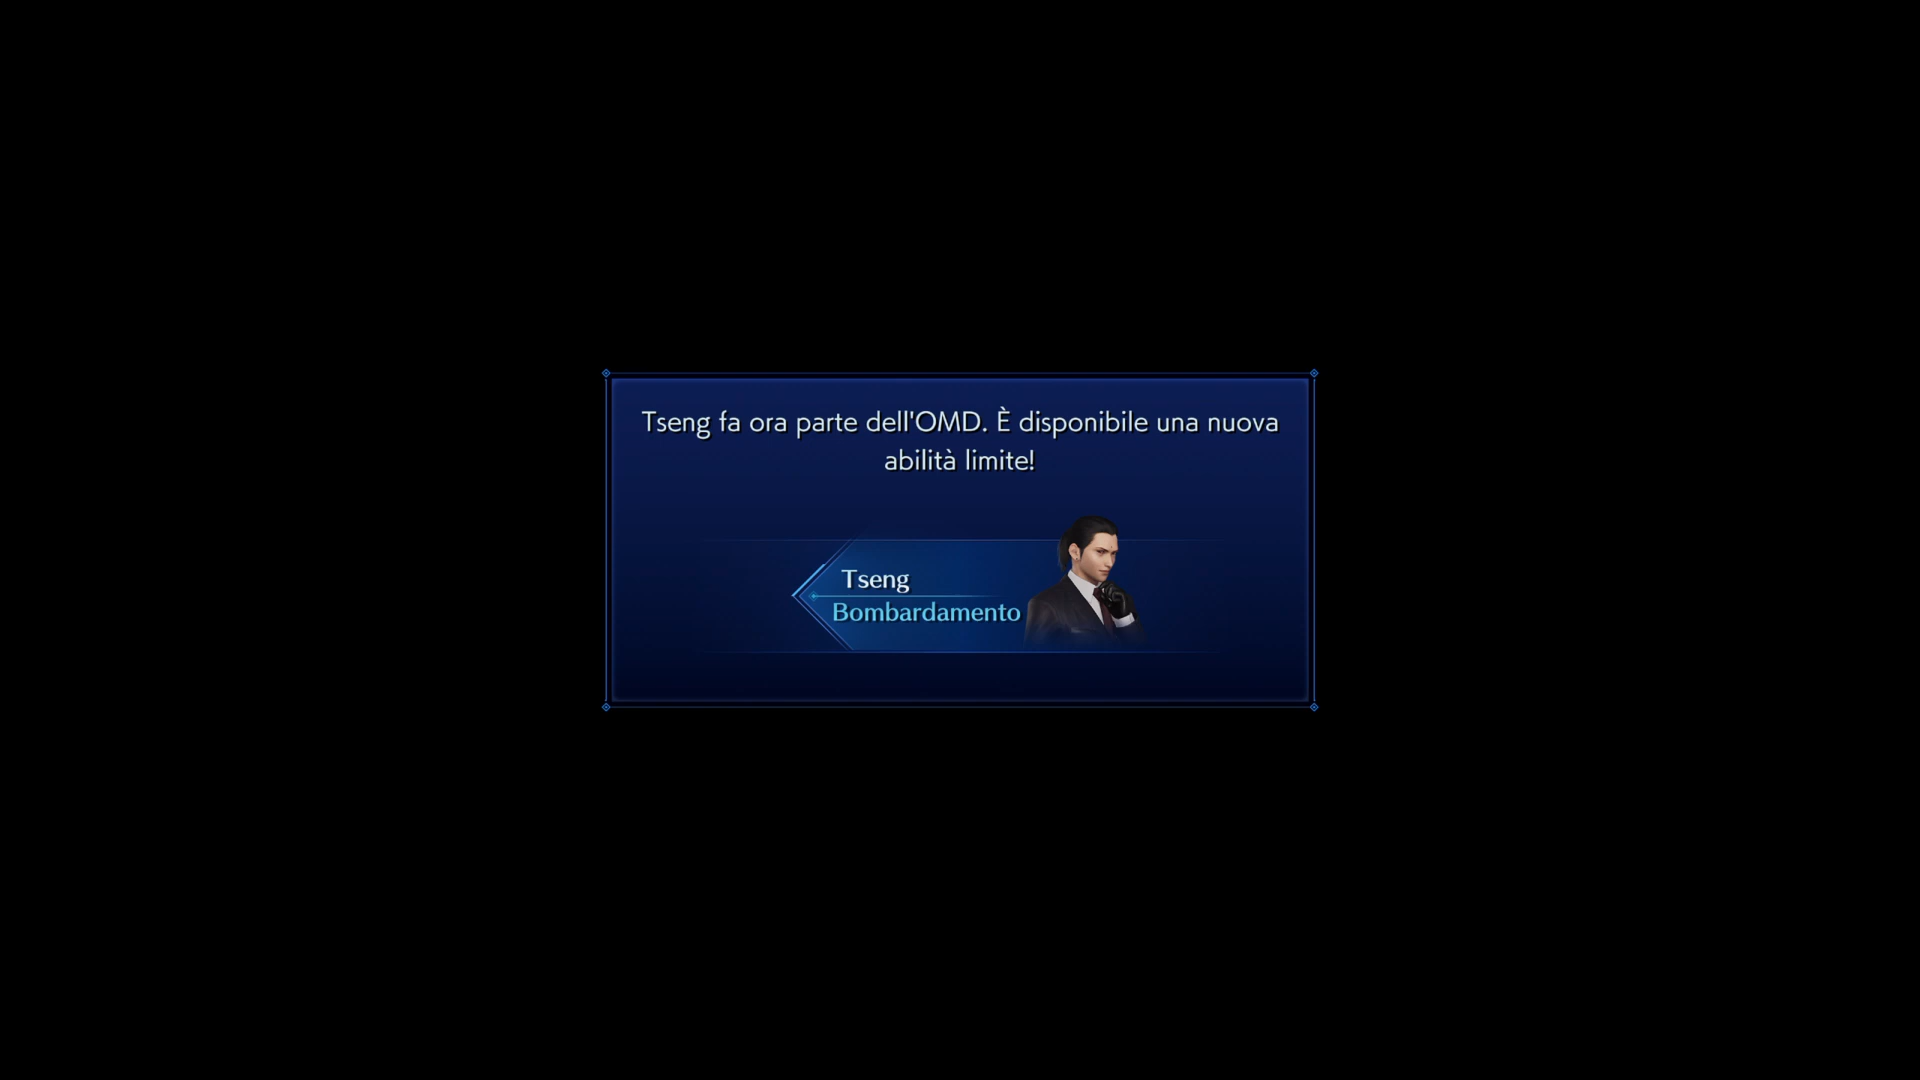 Tseng fa ora parte dell'OMD. È disponibile una nuova
abilità limite!
Tseng
Bombardamento